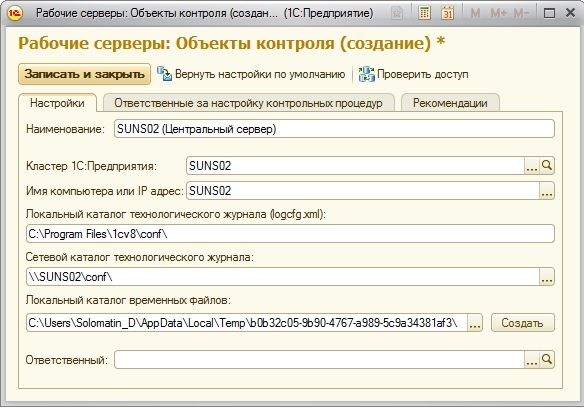 Рабочие серверы: Объекты контроля (создан... (1С:Предприятие)
M M+ M-
Рабочие серверы: Объекты контроля (создание) *
Записать и закрыть Вернуть настройки по умолчанию Проверить доступ
Настройки Ответственные за настройку контрольных процедур Рекомендации
Наименование: SUNS02 (Центральный сервер)
Кластер 1С:Предприятия: SUNS02 ...
Имя компьютера или IP адрес: SUNS02 ...
Локальный каталог технологического журнала (logcfg.xml):
C:\Program Files\1cv8\conf\
Сетевой каталог технологического журнала:
\\SUNS02\conf\ ...
Локальный каталог временных файлов:
C:\Users\Solomatin_D\AppData\Local\Temp\b0b32c05-9b90-4767-a989-5c9a34381af3\ ... Создать
Ответственный: ...